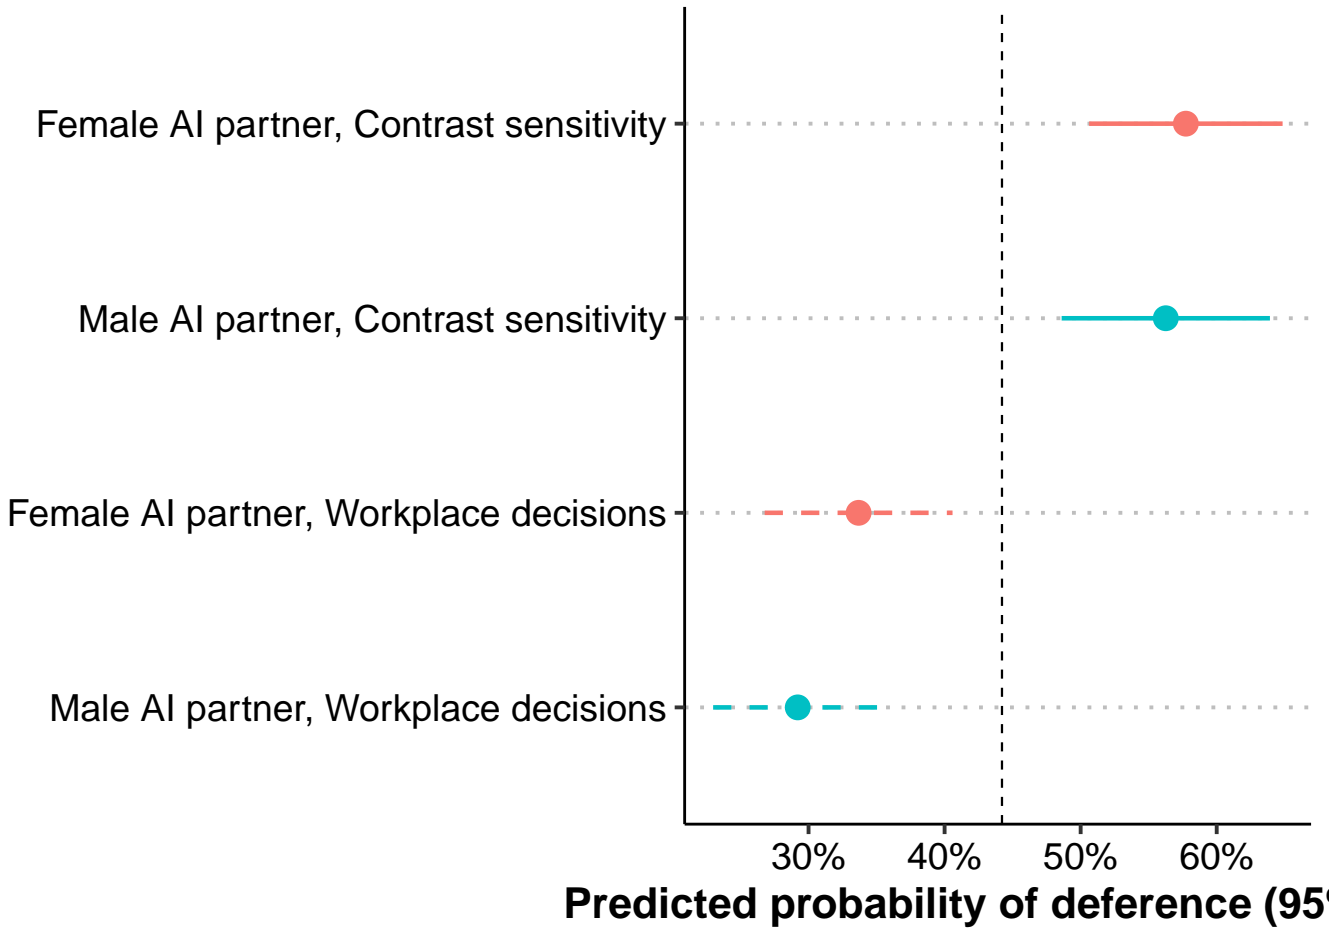 Female AI partner, Contrast sensitivity
Male AI partner, Contrast sensitivity
Female AI partner, Workplace decisions
Male AI partner, Workplace decisions
30% 40% 50% 60%
Predicted probability of deference (95